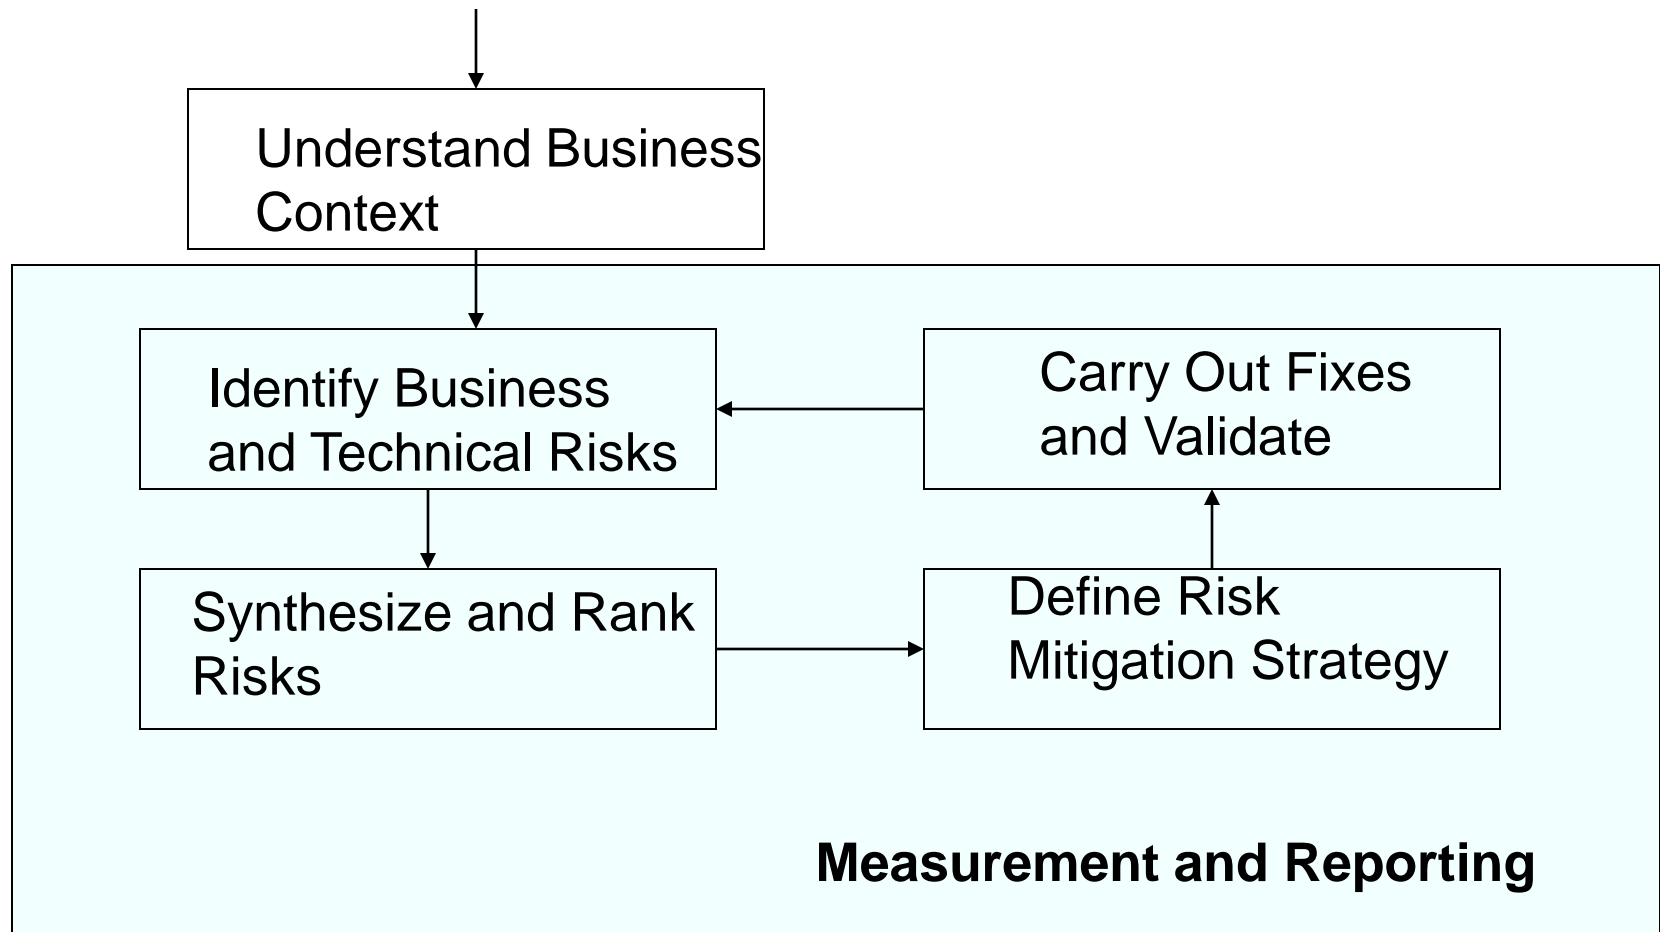 Understand Business
Context
Identify Business
and Technical Risks
Carry Out Fixes
and Validate
Synthesize and Rank
Risks
Define Risk
Mitigation Strategy
Measurement and Reporting